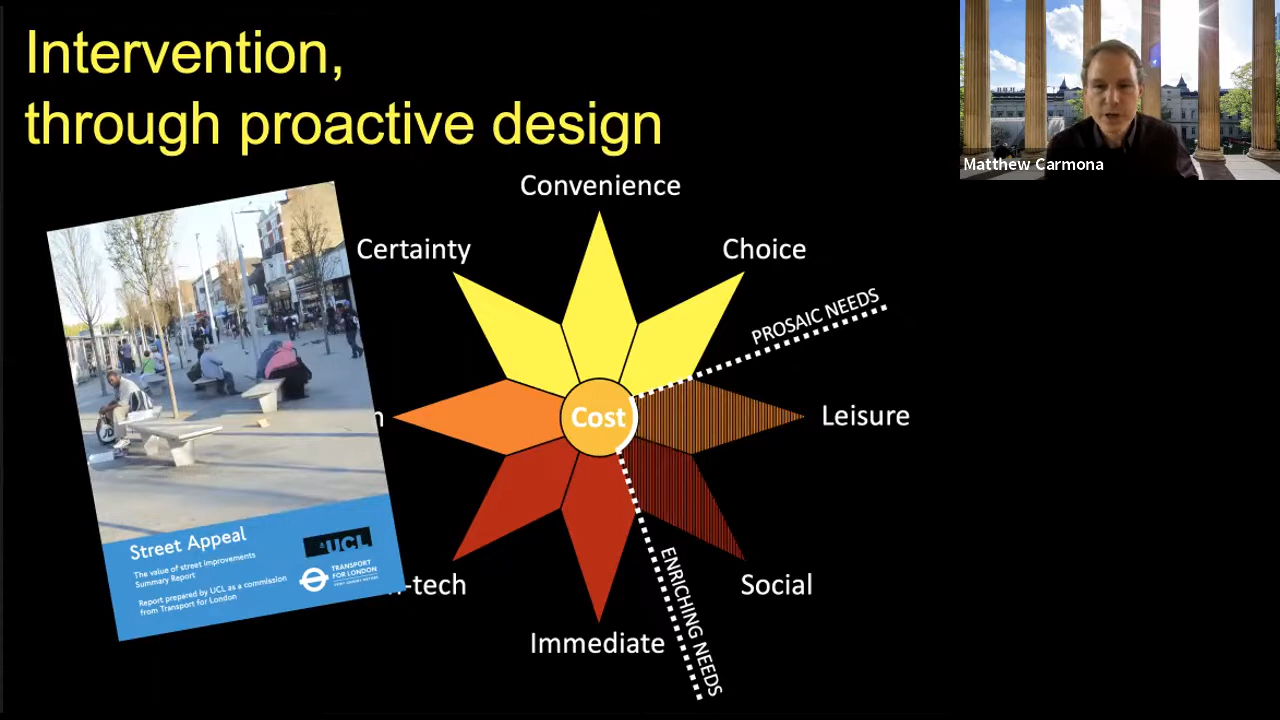 Intervention,
through proactive design
Matthew Carmona
Convenience
Certainty
Choice
PROSAIC NEEDS
Cost
Leisure
Social
ENRICHING NEEDS
Immediate
-tech
n
Street Appeal
The value of street improvements
Summary Report
Report prepared by UCL as a commission
from Transport for London
UCL
TRANSPORT
FOR LONDON